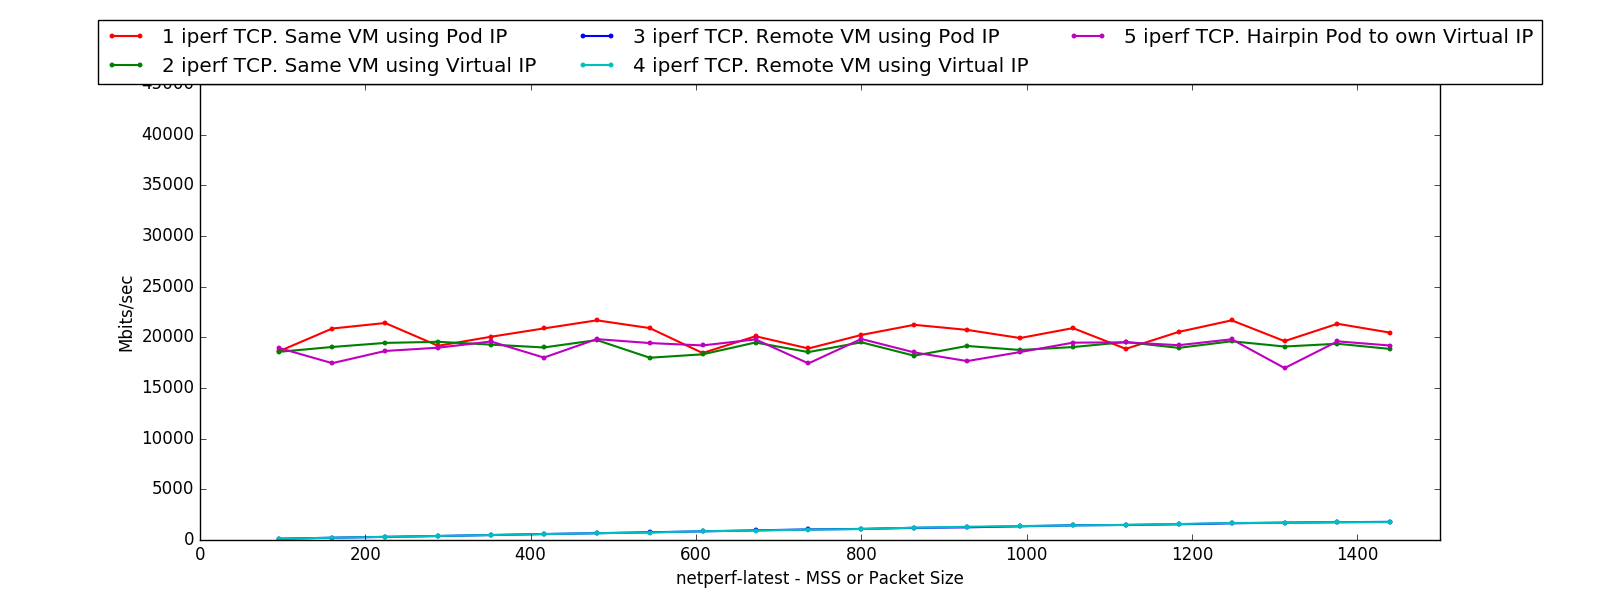 1 iperf TCP. Same VM using Pod IP
2 iperf TCP. Same VM using Virtual IP
3 iperf TCP. Remote VM using Pod IP
4 iperf TCP. Remote VM using Virtual IP
5 iperf TCP. Hairpin Pod to own Virtual IP
45000
40000
35000
30000
25000
20000
15000
10000
5000
0
Mbits/sec
0 200 400 600 800 1000 1200 1400
netperf-latest - MSS or Packet Size